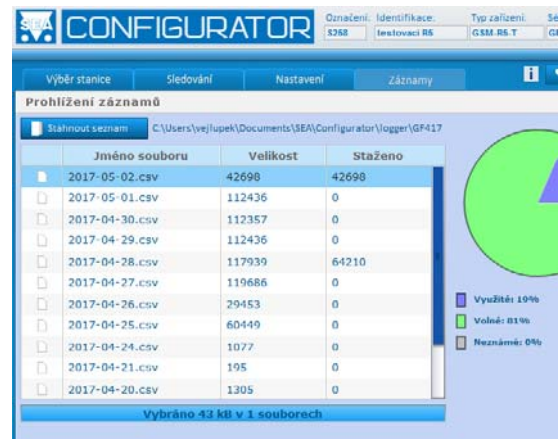 SEA CONFIGURATOR
Označení: Identifikace: Typ zařízení: Sé
S258 testovací R6 GSM-R5-T
Výběr stanice Sledování Nastavení Záznamy i
Prohlížení záznamů
Stáhnout seznam C:\Users\vejlupek\Documents\SEA\Configurator\logger\GF417
Jméno souboru Velikost Staženo
2017-05-02.csv 42698 42698
2017-05-01.csv 112436 0
2017-04-30.csv 112357 0
2017-04-29.csv 112436 0
2017-04-28.csv 117939 64210
2017-04-27.csv 119686 0
2017-04-26.csv 29453 0
2017-04-25.csv 60449 0
2017-04-24.csv 1077 0
2017-04-21.csv 195 0
2017-04-20.csv 1305 0
Využité: 19%
Volné: 81%
Neznámé: 0%
Vybráno 43 kB v 1 souborech